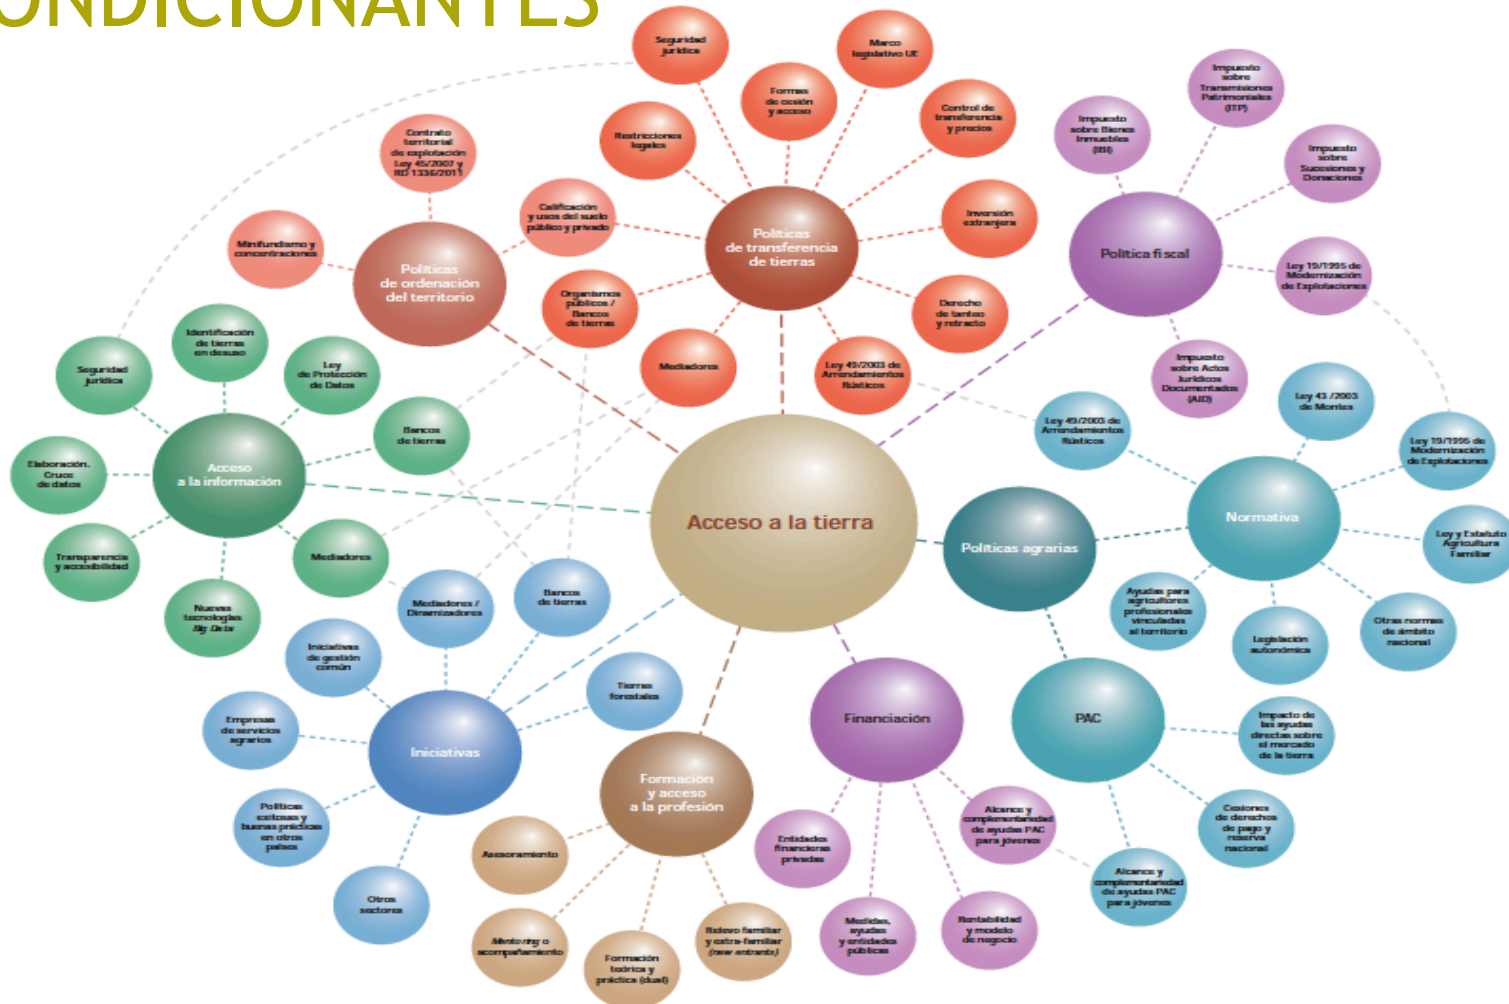 ONDICIONANTES
Seguridad
jurídica
Marco
legislativo UE
Formas
de cesión
y acceso
Control de
transferencia
y precios
Restricciones
legales
Inversión
extranjera
Políticas
de transferencia
de tierras
Calificación
y usos del suelo
público y privado
Organismos
públicos /
Bancos
de tierras
Mediadores
Ley 49/2003 de
Arrendamientos
Rústicos
Derecho
de tanteo
y retracto
Contrato
territorial
de explotación
Ley 45/2007 y
RD 1336/2011
Minifundismo y
concentraciones
Políticas
de ordenación
del territorio
Impuesto
sobre
Transmisiones
Patrimoniales
(ITP)
Impuesto
sobre Bienes
Inmuebles
(IBI)
Impuesto
sobre
Sucesiones y
Donaciones
Política fiscal
Ley 19/1995 de
Modernización
de Explotaciones
Impuesto
sobre Actos
Jurídicos
Documentados
(AJD)
Identificación
de tierras
en desuso
Seguridad
jurídica
Ley
de Protección
de Datos
Bancos
de tierras
Elaboración.
Cruce
de datos
Acceso
a la información
Transparencia
y accesibilidad
Mediadores
Nuevas
tecnologías
Big Data
Acceso a la tierra
Políticas agrarias
Ley 49/2003 de
Arrendamientos
Rústicos
Ley 43 /2003
de Montes
Ley 19/1995 de
Modernización
de Explotaciones
Normativa
Ley y Estatuto
Agricultura
Familiar
Ayudas para
agricultores
profesionales
vinculadas
al territorio
Legislación
autonómica
Otras normas
de ámbito
nacional
Mediadores /
Dinamizadores
Bancos
de tierras
Iniciativas
de gestión
común
Tierras
forestales
Empresas
de servicios
agrarios
Iniciativas
Políticas
exitosas y
buenas prácticas
en otros
países
Otros
sectores
Formación
y acceso
a la profesión
Asesoramiento
Mentoring o
acompañamiento
Formación
teórica y
práctica (dual)
Relevo familiar
y extra-familiar
(new entrants)
Financiación
Entidades
financieras
privadas
Medidas,
ayudas
y entidades
públicas
Rentabilidad
y modelo
de negocio
Alcance y
complementariedad
de ayudas PAC
para jóvenes
PAC
Impacto de
las ayudas
directas sobre
el mercado
de la tierra
Cesiones
de derechos
de pago y
reserva
nacional
Alcance y
complementariedad
de ayudas PAC
para jóvenes